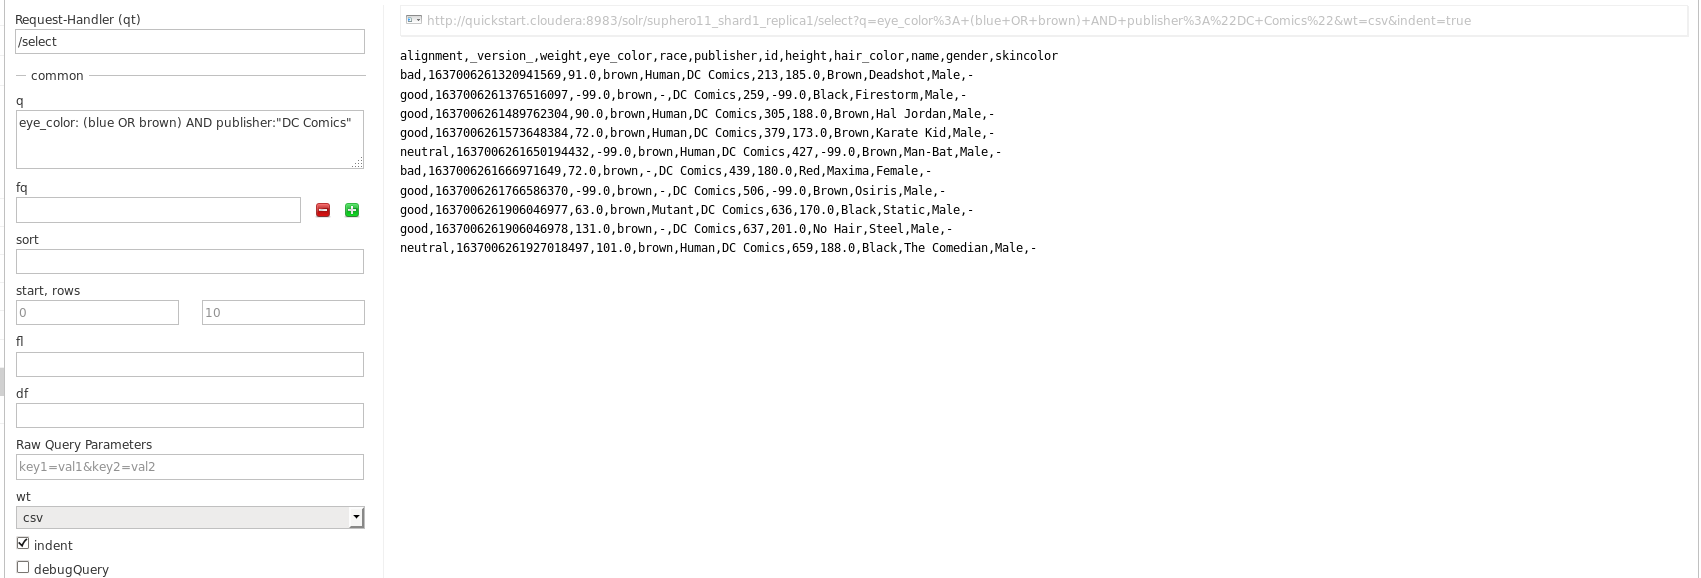 Request-Handler (qt)
/select
common
q
eye_color: (blue OR brown) AND publisher:"DC Comics"
fq
sort
start, rows
0
10
fl
df
Raw Query Parameters
key1=val1&key2=val2
wt
csv
indent
debugQuery
http://quickstart.cloudera:8983/solr/suphero11_shard1_replica1/select?q=eye_color%3A+(blue+OR+brown)+AND+publisher%3A%22DC+Comics%22&wt=csv&indent=true
alignment,_version_,weight,eye_color,race,publisher,id,height,hair_color,name,gender,skincolor
bad,1637006261320941569,91.0,brown,Human,DC Comics,213,185.0,Brown,Deadshot,Male,-
good,1637006261376516097,-99.0,brown,-,DC Comics,259,-99.0,Black,Firestorm,Male,-
good,1637006261489762304,90.0,brown,Human,DC Comics,305,188.0,Brown,Hal Jordan,Male,-
good,1637006261573648384,72.0,brown,Human,DC Comics,379,173.0,Brown,Karate Kid,Male,-
neutral,1637006261650194432,-99.0,brown,Human,DC Comics,427,-99.0,Brown,Man-Bat,Male,-
bad,1637006261666971649,72.0,brown,-,DC Comics,439,180.0,Red,Maxima,Female,-
good,1637006261766586370,-99.0,brown,-,DC Comics,506,-99.0,Brown,Osiris,Male,-
good,1637006261906046977,63.0,brown,Mutant,DC Comics,636,170.0,Black,Static,Male,-
good,1637006261906046978,131.0,brown,-,DC Comics,637,201.0,No Hair,Steel,Male,-
neutral,1637006261927018497,101.0,brown,Human,DC Comics,659,188.0,Black,The Comedian,Male,-